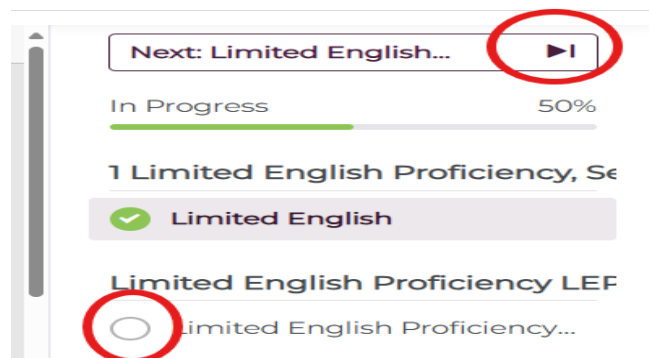 Next: Limited English...
In Progress 50%
1 Limited English Proficiency, Se
Limited English
Limited English Proficiency LEP
Limited English Proficiency...